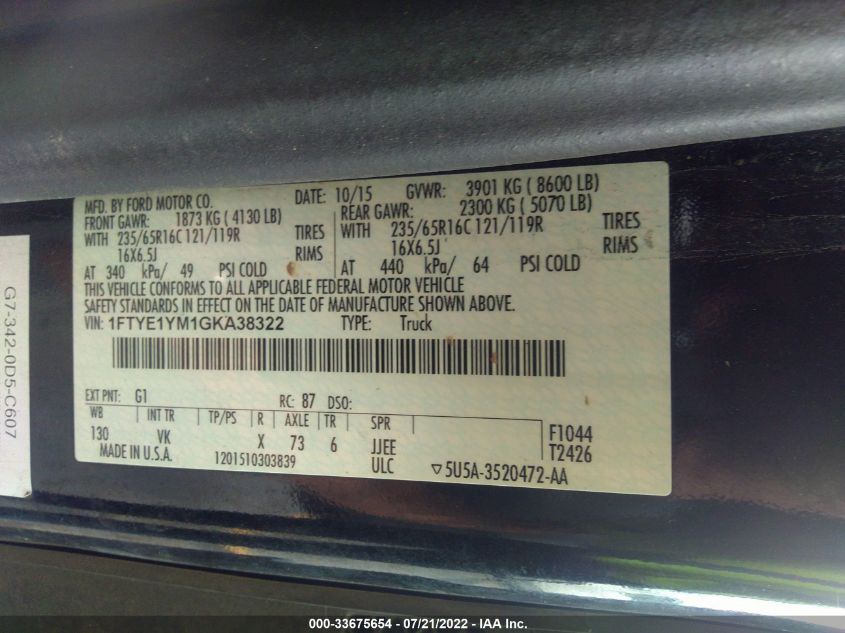 MFD. BY FORD MOTOR CO. DATE: 10/15 GVWR: 3901 KG ( 8600 LB)
FRONT GAWR: 1873 KG ( 4130 LB) REAR GAWR: 2300 KG ( 5070 LB)
WITH 235/65R16C 121/119R TIRES WITH 235/65R16C 121/119R TIRES
16X6.5J RIMS 16X6.5J RIMS
AT 340 kPa/ 49 PSI COLD AT 440 kPa/ 64 PSI COLD
THIS VEHICLE CONFORMS TO ALL APPLICABLE FEDERAL MOTOR VEHICLE
SAFETY STANDARDS IN EFFECT ON THE DATE OF MANUFACTURE SHOWN ABOVE.
VIN: 1FTYE1YM1GKA38322 TYPE: Truck
EXT PNT: G1 RC: 87 DSO:
WB INT TR TP/PS R AXLE TR SPR
130 VK X 73 6 JJEE F1044
MADE IN U.S.A. 1201510303839 ULC T2426
▽5U5A-3520472-AA
G7-342-0D5-C607
000-33675654 - 07/21/2022 - IAA Inc.